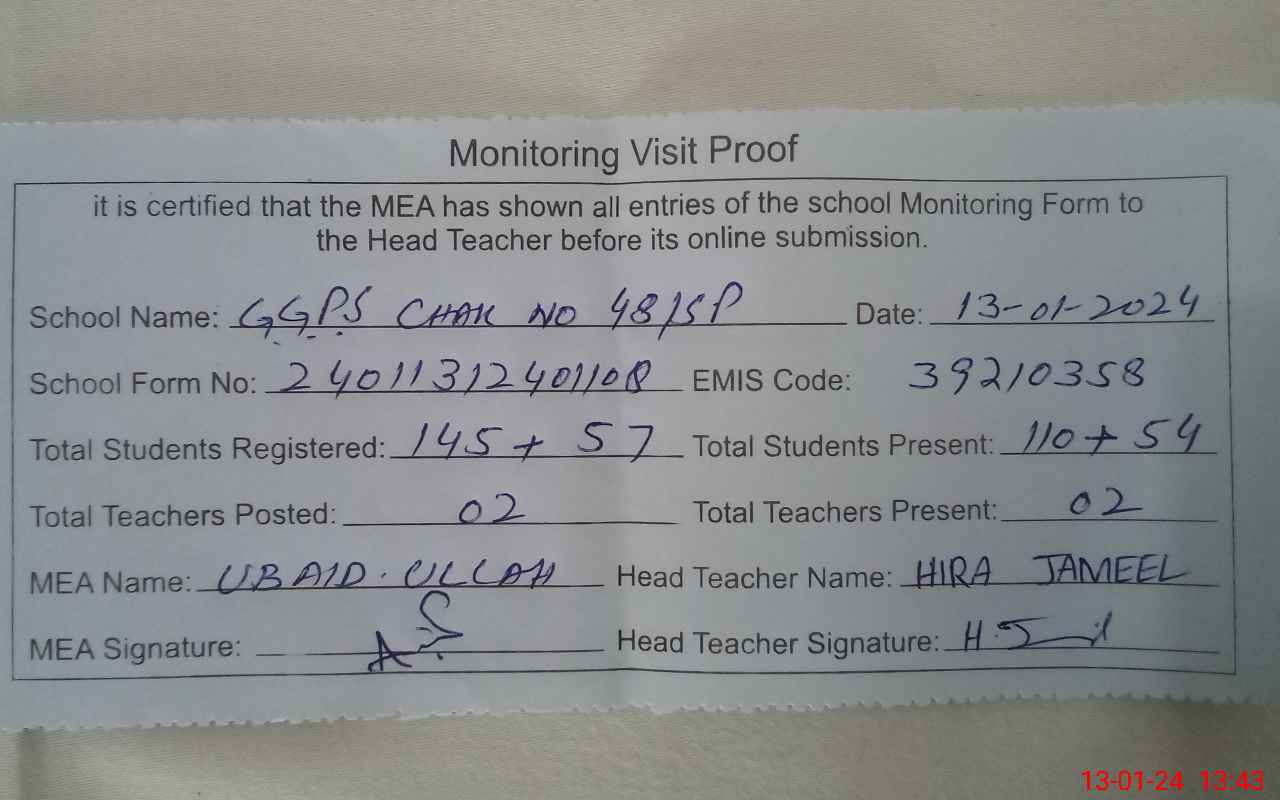 Monitoring Visit Proof
it is certified that the MEA has shown all entries of the school Monitoring Form to
the Head Teacher before its online submission.
School Name: GGPS CHAK NO 48/SP Date: 13-01-2024
School Form No: 24011312401108 EMIS Code: 39210358
Total Students Registered: 145 + 57 Total Students Present: 110 + 54
Total Teachers Posted: 02 Total Teachers Present: 02
MEA Name: UBAID. ULLAH Head Teacher Name: HIRA JAMEEL
MEA Signature: Head Teacher Signature:
13-01-24 13:43